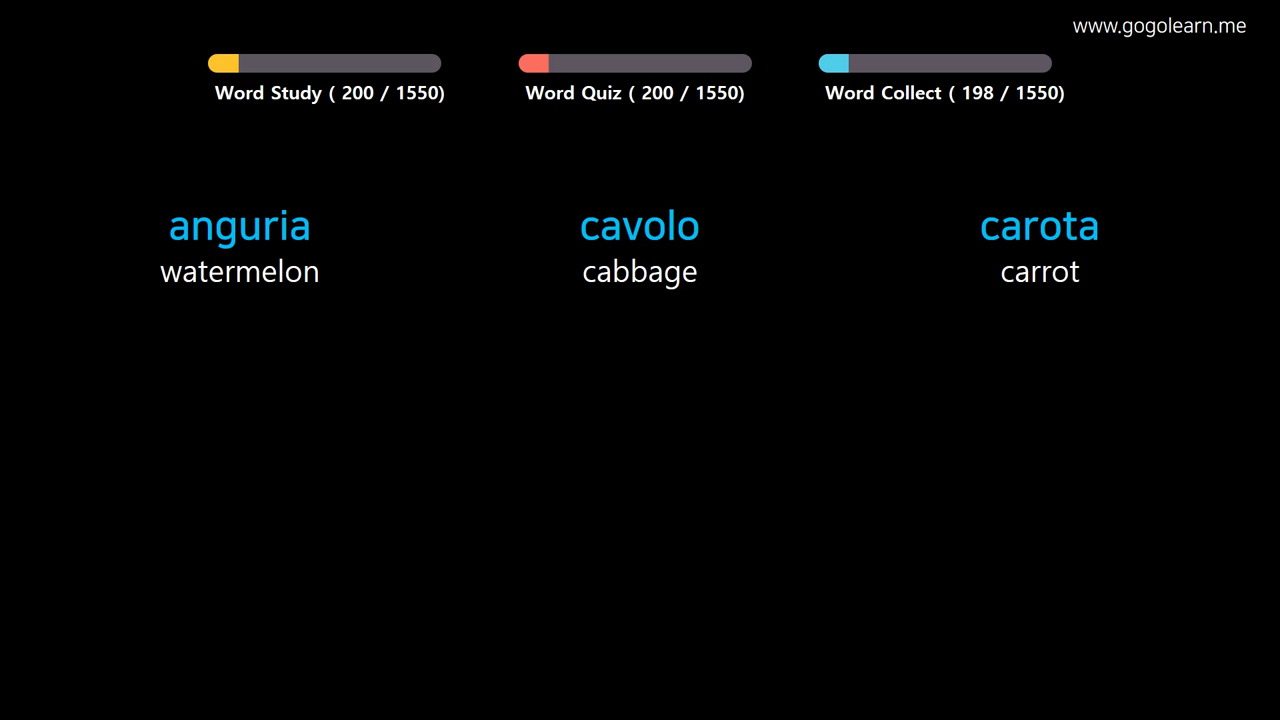 www.gogolearn.me
Word Study ( 200 / 1550)
Word Quiz ( 200 / 1550)
Word Collect ( 198 / 1550)
anguria
watermelon
cavolo
cabbage
carota
carrot